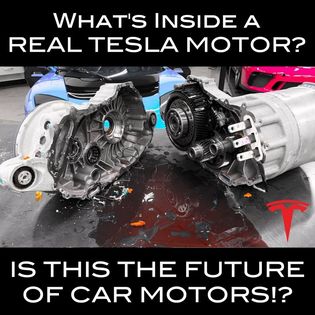 What's Inside a
REAL TESLA MOTOR?
IS THIS THE FUTURE
OF CAR MOTORS!?